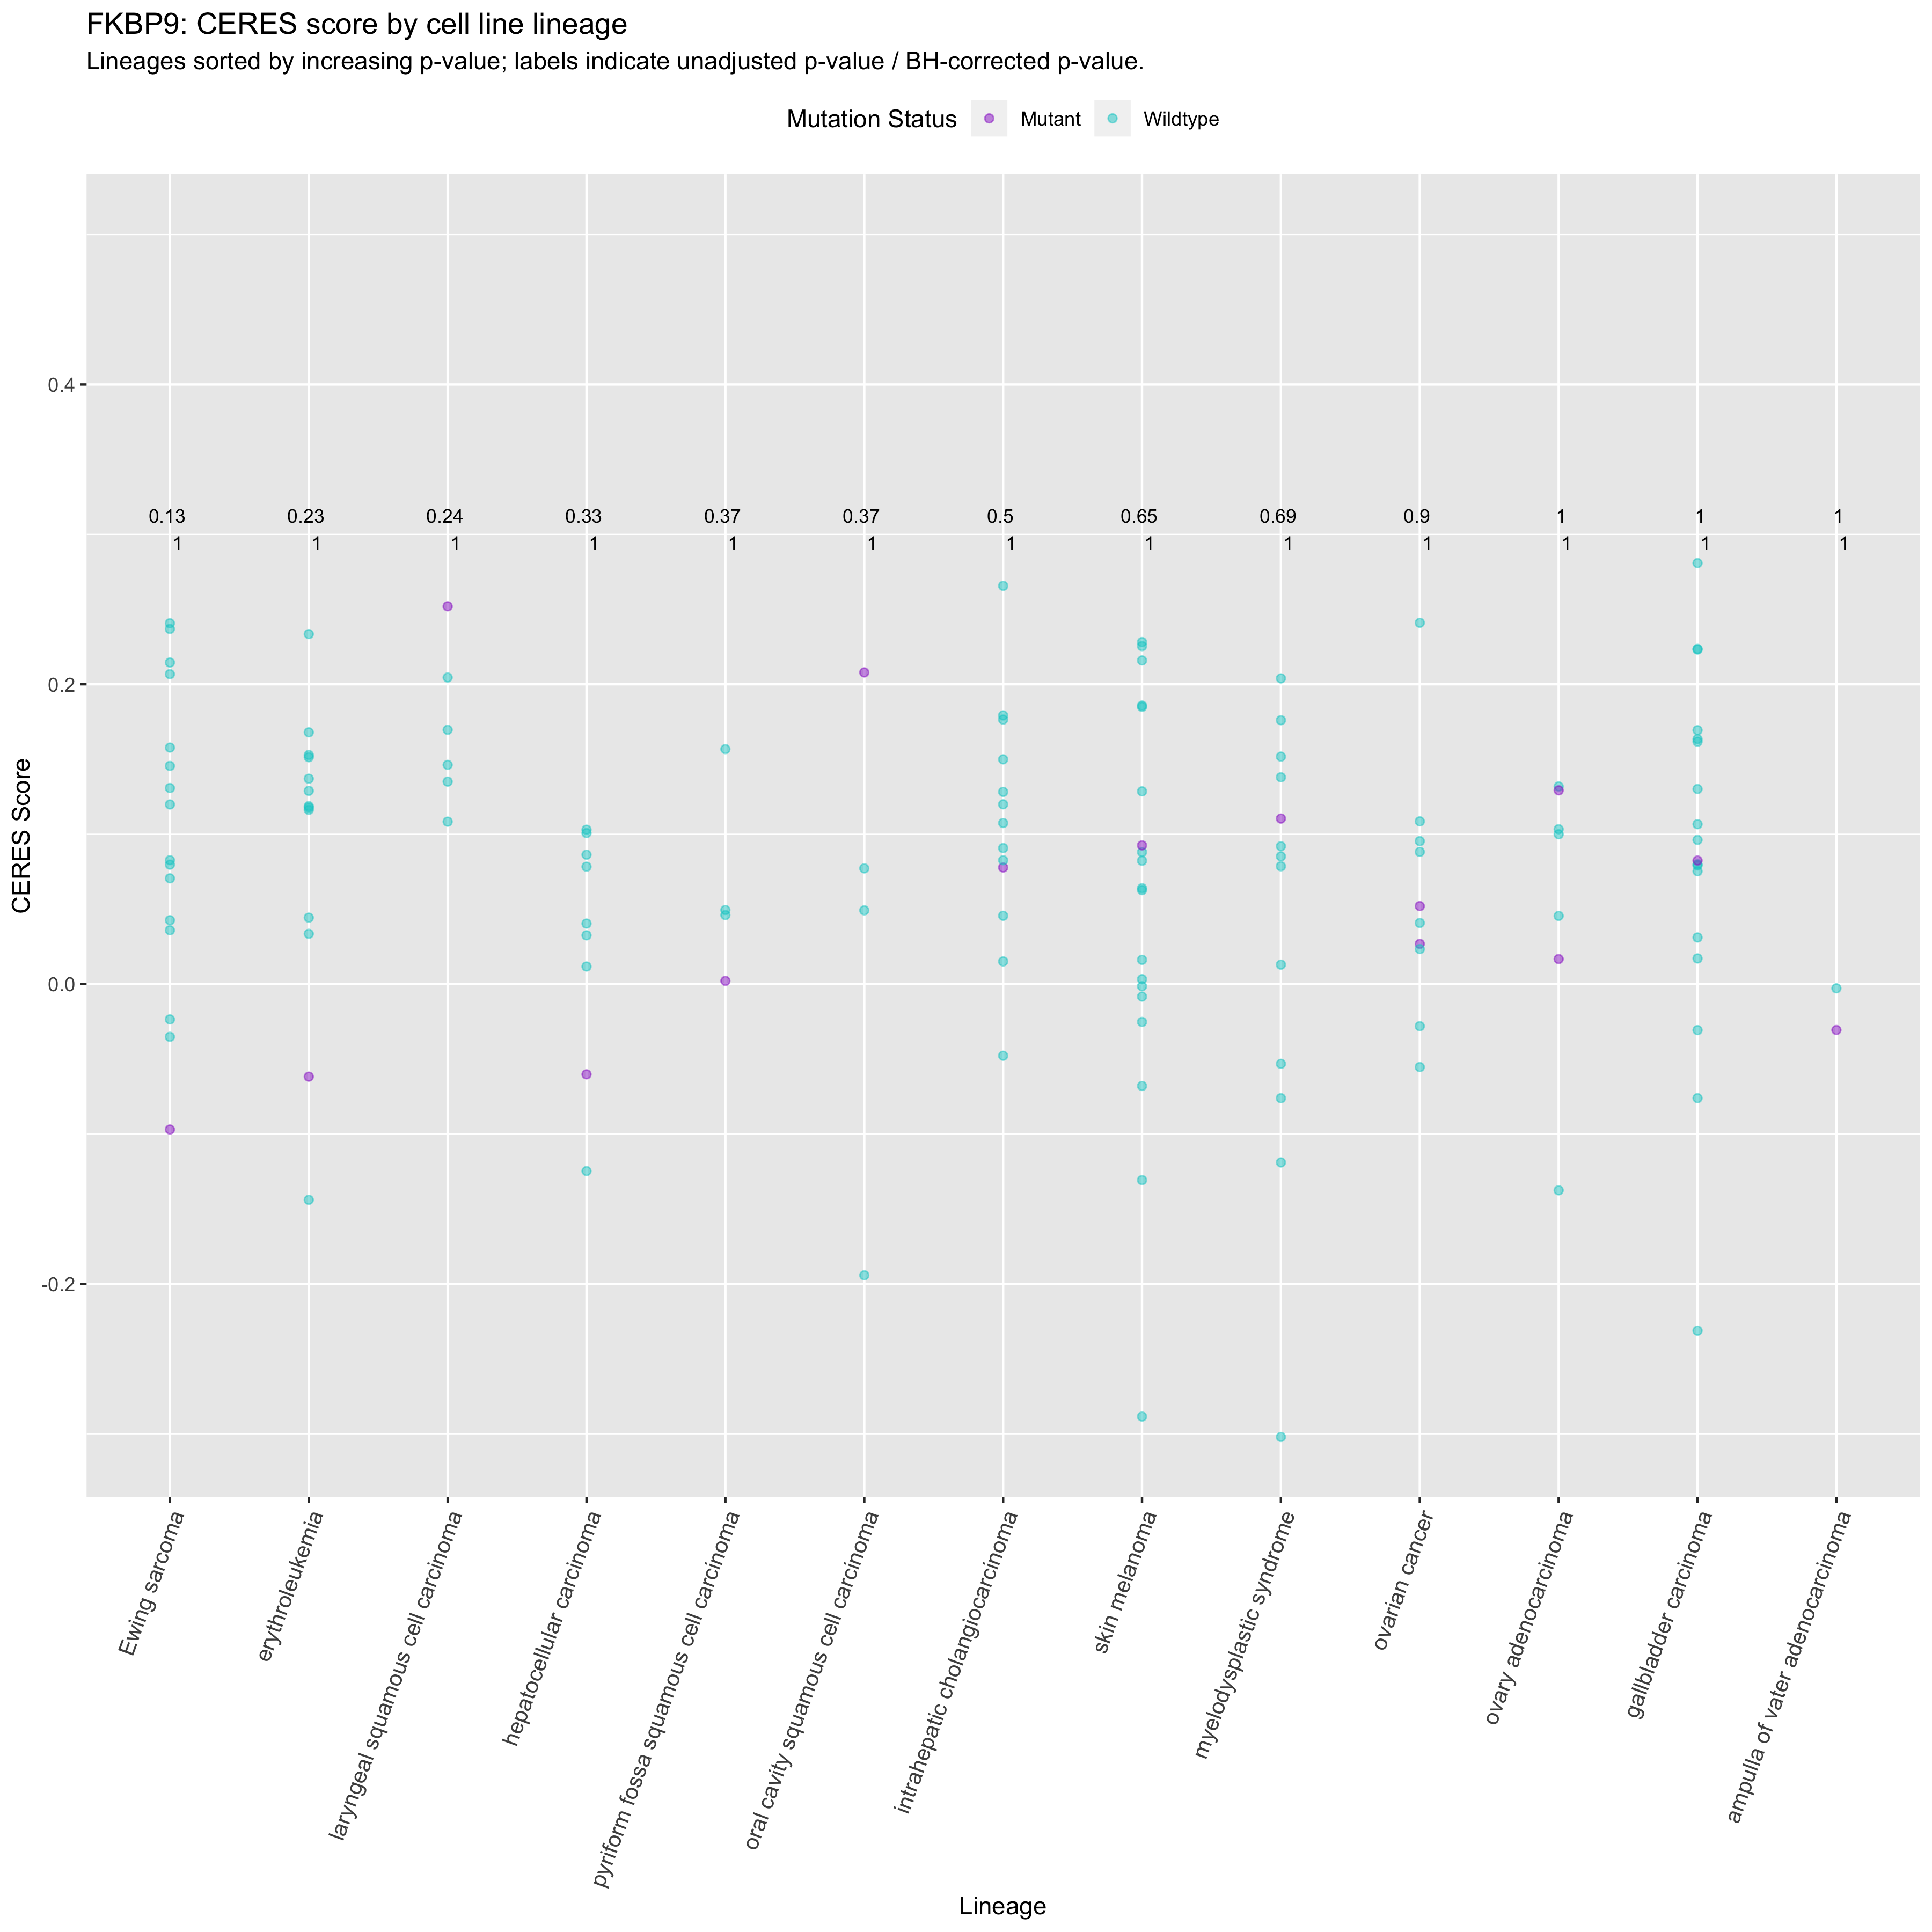 FKBP9: CERES score by cell line lineage
Lineages sorted by increasing p-value; labels indicate unadjusted p-value / BH-corrected p-value.
Mutation Status Mutant Wildtype
0.4
0.2
0.0
-0.2
CERES Score
0.13 0.23 0.24 0.33 0.37 0.37 0.5 0.65 0.69 0.9 1 1 1
1 1 1 1 1 1 1 1 1 1 1 1 1
Ewing sarcoma
erythroleukemia
laryngeal squamous cell carcinoma
hepatocellular carcinoma
pyriform fossa squamous cell carcinoma
oral cavity squamous cell carcinoma
intrahepatic cholangiocarcinoma
skin melanoma
myelodysplastic syndrome
ovarian cancer
ovary adenocarcinoma
gallbladder carcinoma
ampulla of vater adenocarcinoma
Lineage